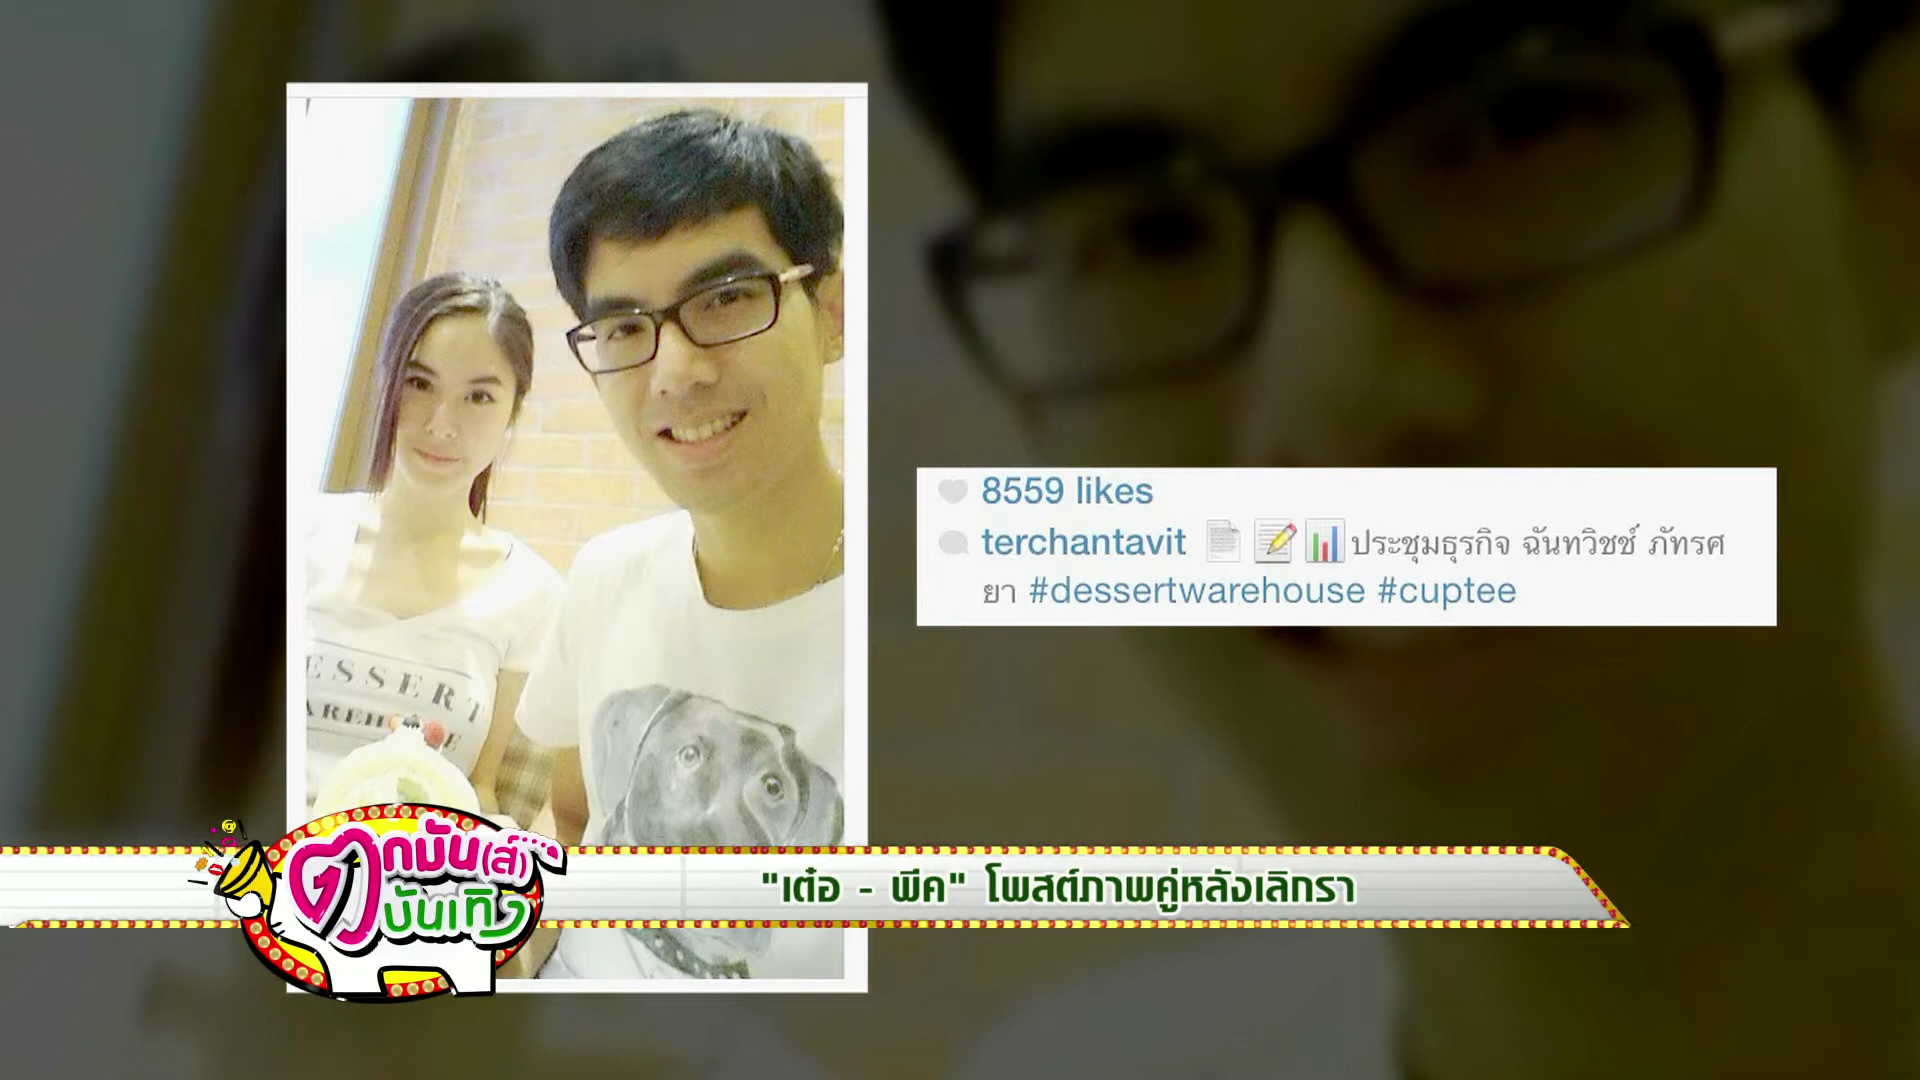 8559 likes
terchantavit ประชุมธุรกิจ ฉันทวิชช์ ภัทรศ
ยา #dessertwarehouse #cuptee
ESSERT
AREHOUSE
ตกมัน(ส์)
บันเทิง
"เต๋อ - พีค" โพสต์ภาพคู่หลังเลิกรา